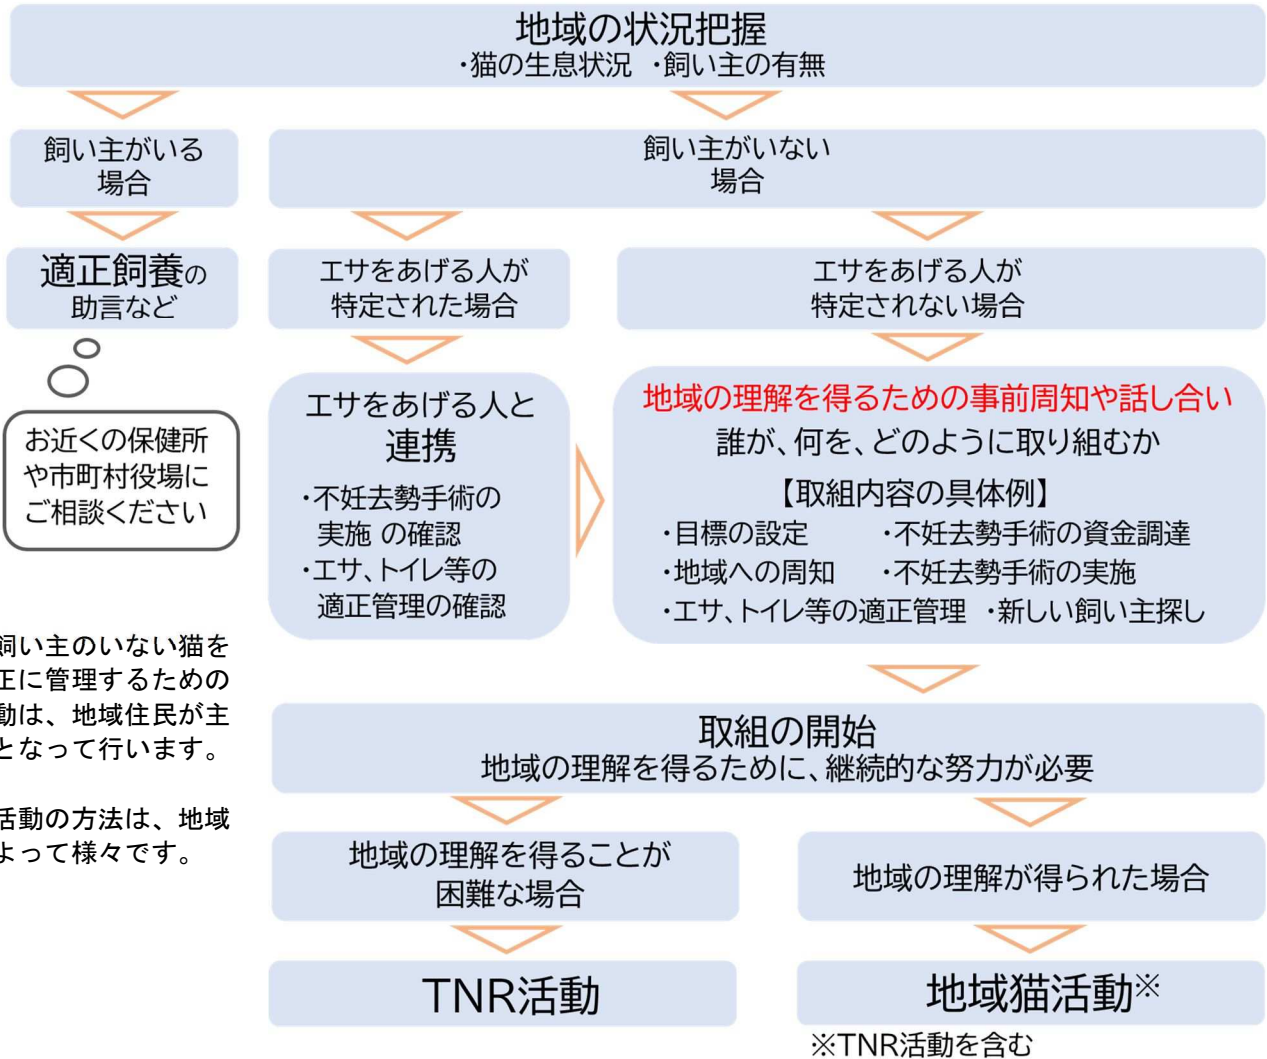 地域の状況把握
・猫の生息状況 ・飼い主の有無
飼い主がいる
場合
飼い主がいない
場合
適正飼養の
助言など
エサをあげる人が
特定された場合
エサをあげる人が
特定されない場合
お近くの保健所
や市町村役場に
ご相談ください
エサをあげる人と
連携
・不妊去勢手術の
実施 の確認
・エサ、トイレ等の
適正管理の確認
地域の理解を得るための事前周知や話し合い
誰が、何を、どのように取り組むか
【取組内容の具体例】
・目標の設定 ・不妊去勢手術の資金調達
・地域への周知 ・不妊去勢手術の実施
・エサ、トイレ等の適正管理 ・新しい飼い主探し
飼い主のいない猫を
正に管理するための
動は、地域住民が主
となって行います。
活動の方法は、地域
よって様々です。
取組の開始
地域の理解を得るために、継続的な努力が必要
地域の理解を得ることが
困難な場合
地域の理解が得られた場合
TNR活動
地域猫活動※
※TNR活動を含む